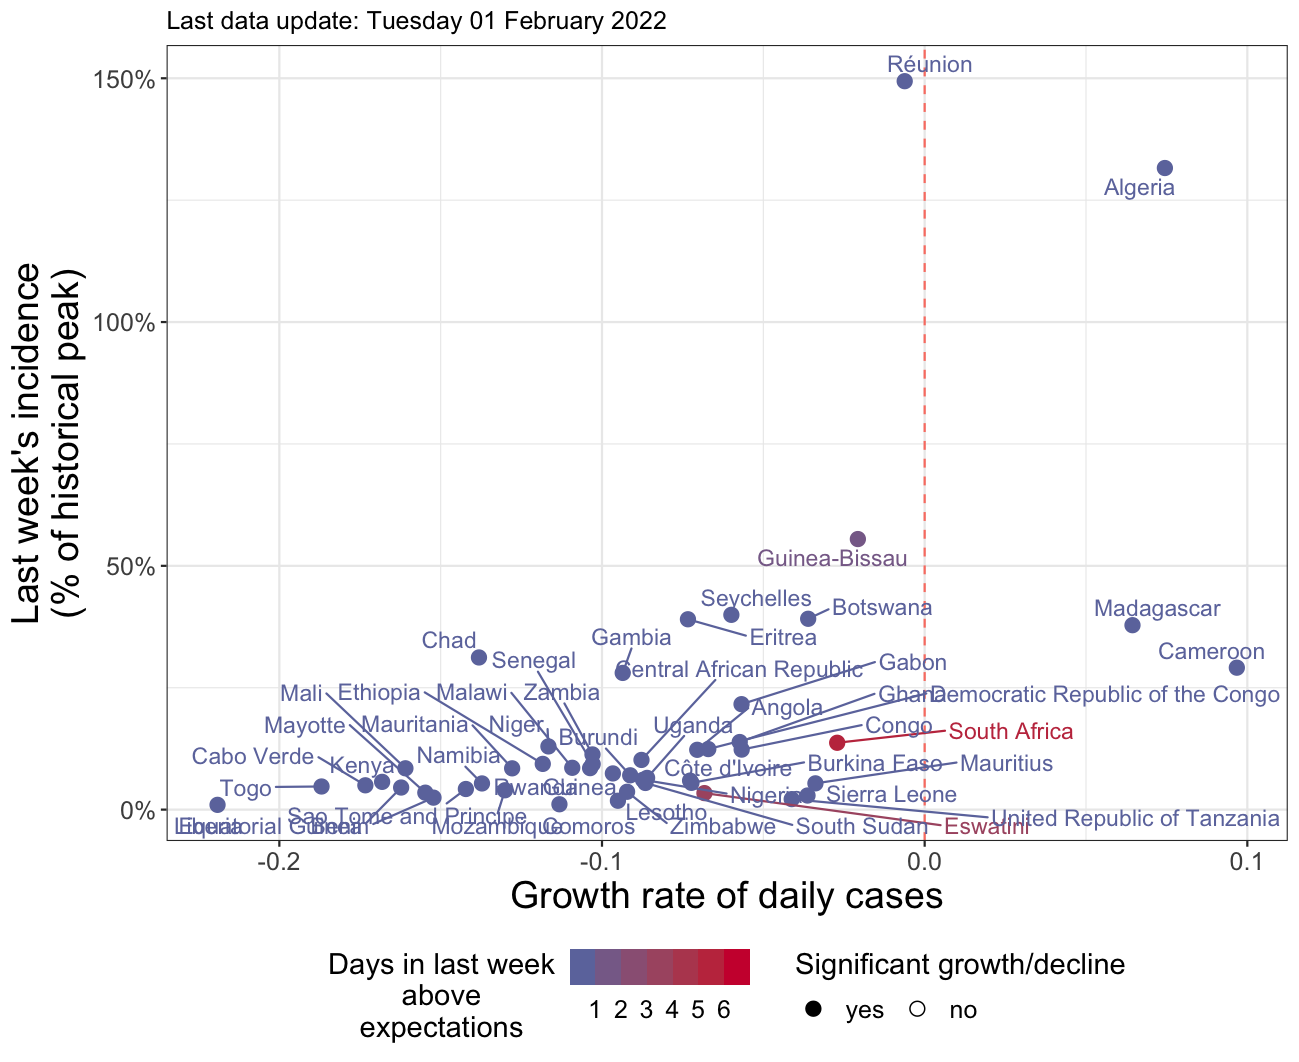 Last data update: Tuesday 01 February 2022
Last week's incidence
(% of historical peak)
150%
100%
50%
0%
Réunion
Algeria
Guinea-Bissau
Seychelles
Botswana
Madagascar
Gambia
Eritrea
Chad
Cameroon
Senegal
Central African Republic
Gabon
Mali
Ethiopia
Malawi
Zambia
Ghana
Democratic Republic of the Congo
Angola
Mayotte
Mauritania
Niger
Uganda
Congo
South Africa
Burundi
Cabo Verde
Kenya
Namibia
Côte d'Ivoire
Burkina Faso
Mauritius
Togo
Rwanda
Guinea
Nigeria
Sierra Leone
Sao Tome and Principe
Lesotho
United Republic of Tanzania
Liberia
Equatorial Guinea
Benin
Mozambique
Comoros
Zimbabwe
South Sudan
Eswatini
-0.2
-0.1
0.0
0.1
Growth rate of daily cases
Days in last week
above
expectations
1 2 3 4 5 6
Significant growth/decline
yes
no